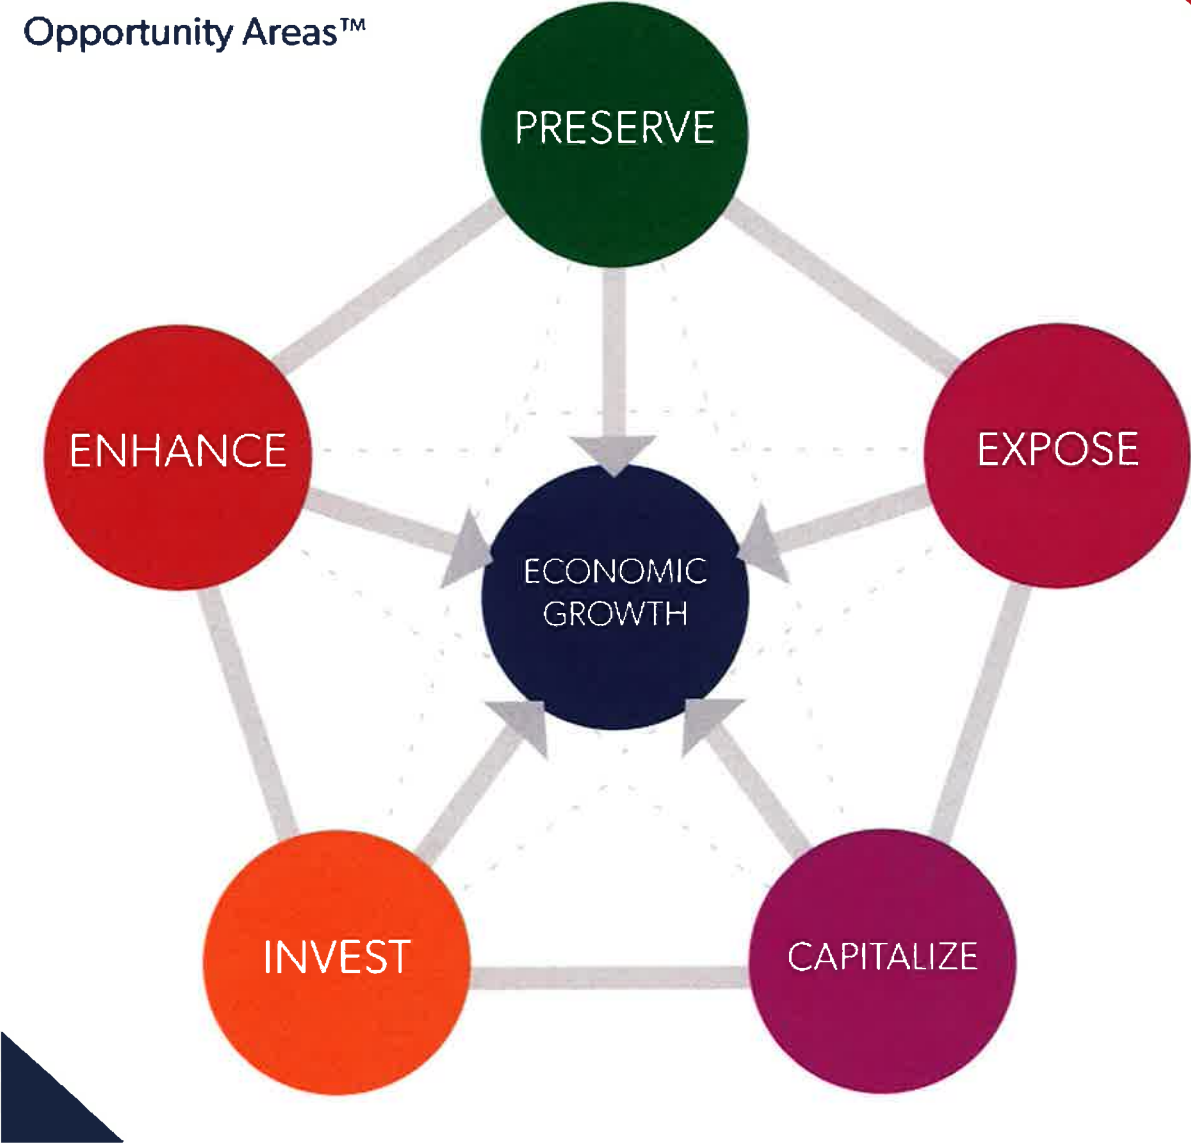 Opportunity Areas™
PRESERVE
ENHANCE
EXPOSE
ECONOMIC
GROWTH
INVEST
CAPITALIZE